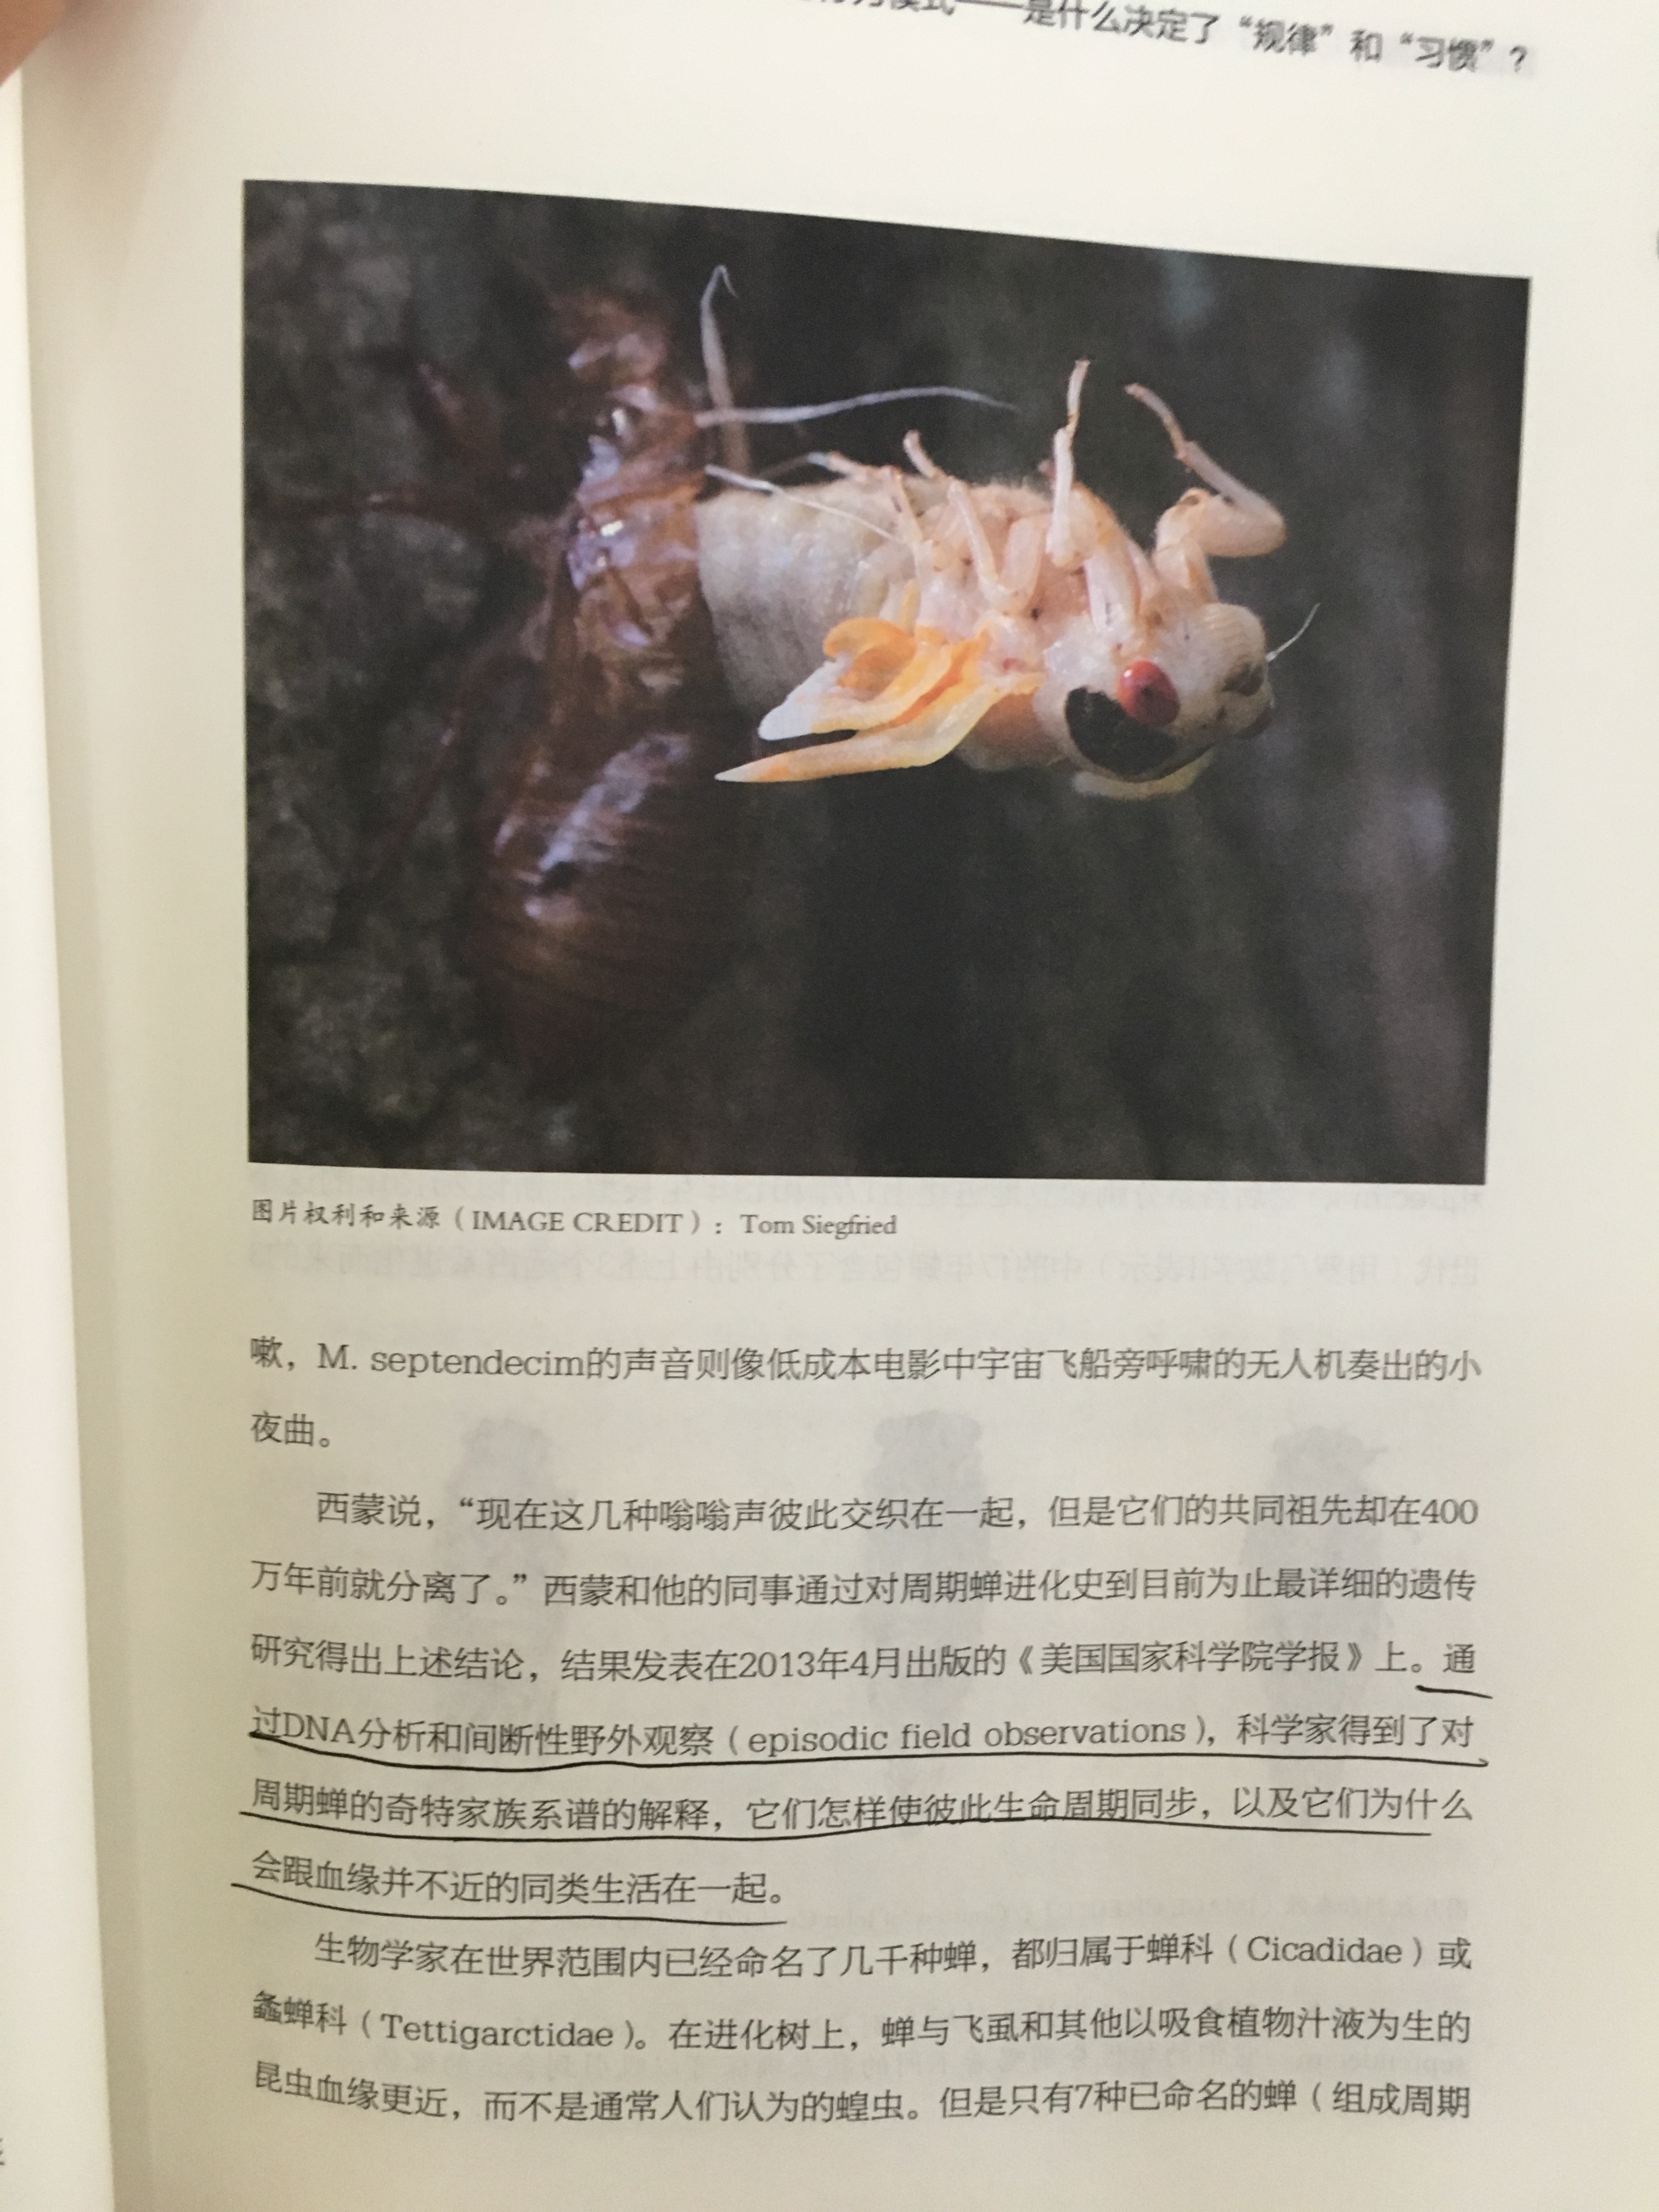 模式——是什么决定了“规律”和“习惯”?
图片权利和来源（IMAGE CREDIT）: Tom Siegfried
嗽，M. septendecim的声音则像低成本电影中宇宙飞船旁呼啸的无人机奏出的小
夜曲。
西蒙说，“现在这几种嗡嗡声彼此交织在一起，但是它们的共同祖先却在400
万年前就分离了。”西蒙和他的同事通过对周期蝉进化史到目前为止最详细的遗传
研究得出上述结论，结果发表在2013年4月出版的《美国国家科学院学报》上。通
过DNA分析和间断性野外观察（episodic field observations），科学家得到了对
周期蝉的奇特家族系谱的解释，它们怎样使彼此生命周期同步，以及它们为什么
会跟血缘并不近的同类生活在一起。
生物学家在世界范围内已经命名了几千种蝉，都归属于蝉科（Cicadidae）或
螽蝉科（Tettigarctidae）。在进化树上，蝉与飞虱和其他以吸食植物汁液为生的
昆虫血缘更近，而不是通常人们认为的蝗虫。但是只有7种已命名的蝉（组成周期